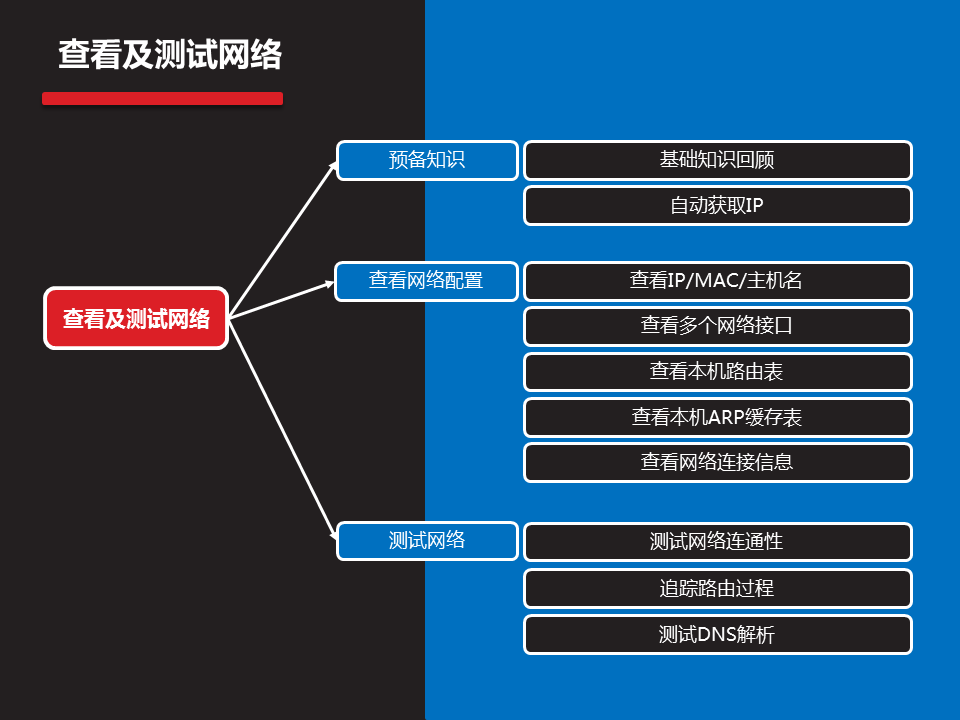 查看及测试网络
预备知识
基础知识回顾
自动获取IP
查看及测试网络
查看网络配置
查看IP/MAC/主机名
查看多个网络接口
查看本机路由表
查看本机ARP缓存表
查看网络连接信息
测试网络
测试网络连通性
追踪路由过程
测试DNS解析